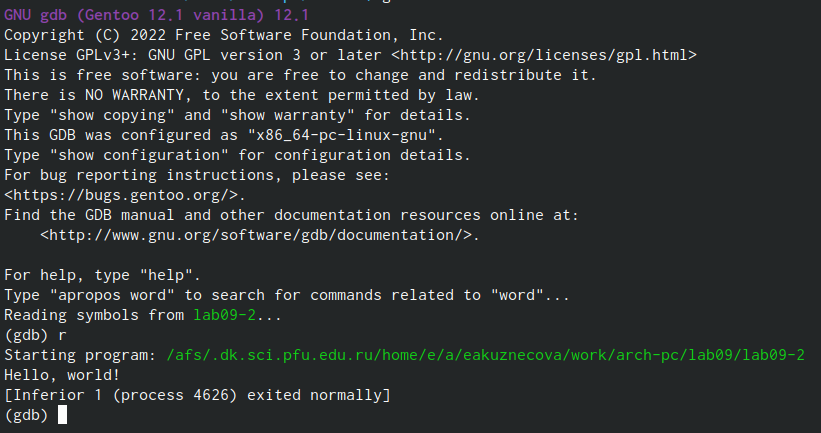 GNU gdb (Gentoo 12.1 vanilla) 12.1
Copyright (C) 2022 Free Software Foundation, Inc.
License GPLv3+: GNU GPL version 3 or later <http://gnu.org/licenses/gpl.html>
This is free software: you are free to change and redistribute it.
There is NO WARRANTY, to the extent permitted by law.
Type "show copying" and "show warranty" for details.
This GDB was configured as "x86_64-pc-linux-gnu".
Type "show configuration" for configuration details.
For bug reporting instructions, please see:
<https://bugs.gentoo.org/>.
Find the GDB manual and other documentation resources online at:
    <http://www.gnu.org/software/gdb/documentation/>.

For help, type "help".
Type "apropos word" to search for commands related to "word"...
Reading symbols from lab09-2...
(gdb) r
Starting program: /afs/.dk.sci.pfu.edu.ru/home/e/a/eakuznecova/work/arch-pc/lab09/lab09-2
Hello, world!
[Inferior 1 (process 4626) exited normally]
(gdb)